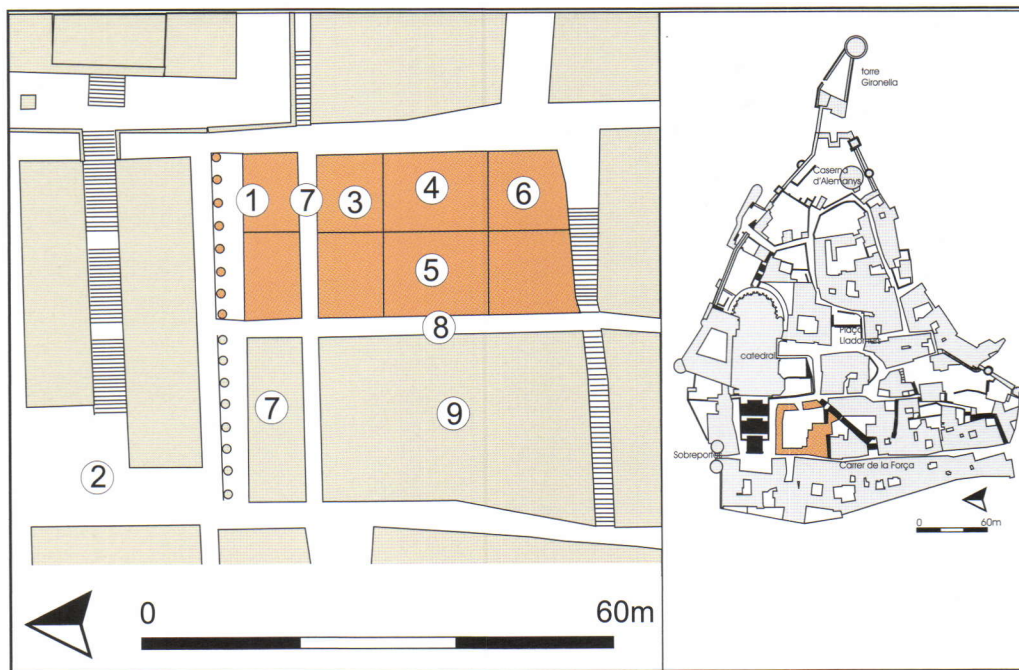 1
7
3
4
6
5
8
7
9
2
0
60m
torre
Gironella
Caserna
d'Alemanys
Plaça
Lladoners
catedral
Sobreportes
Carrer de la Força
0
60m